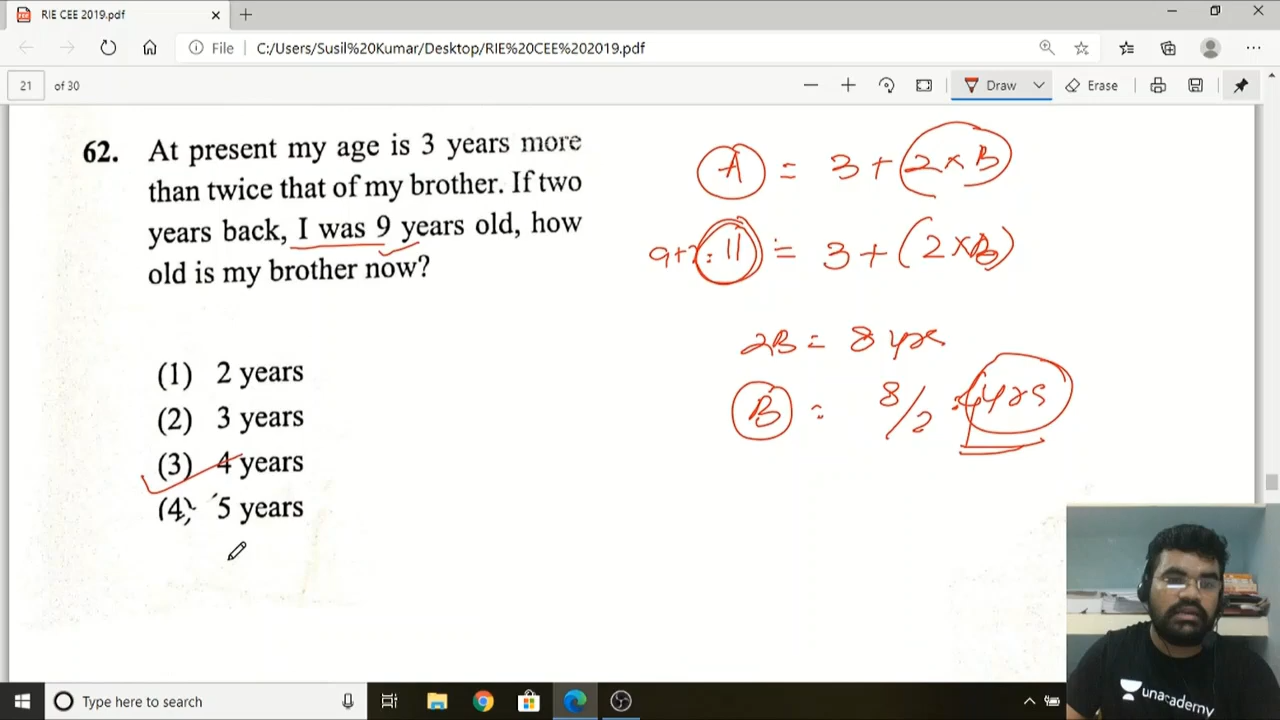 RIE CEE 2019.pdf
File C:/Users/Susil%20Kumar/Desktop/RIE%20CEE%202019.pdf
21 of 30 Draw Erase
62. At present my age is 3 years more
than twice that of my brother. If two
years back, I was 9 years old, how
old is my brother now?
(1) 2 years
(2) 3 years
(3) 4 years
(4) 5 years
A = 3 + (2 × B)
9+2 : 11 = 3 + (2 × B)
2B = 8 yrs
B = 8/2 = 4 yrs
unacademy
Type here to search